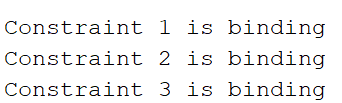 Constraint 1 is binding
Constraint 2 is binding
Constraint 3 is binding